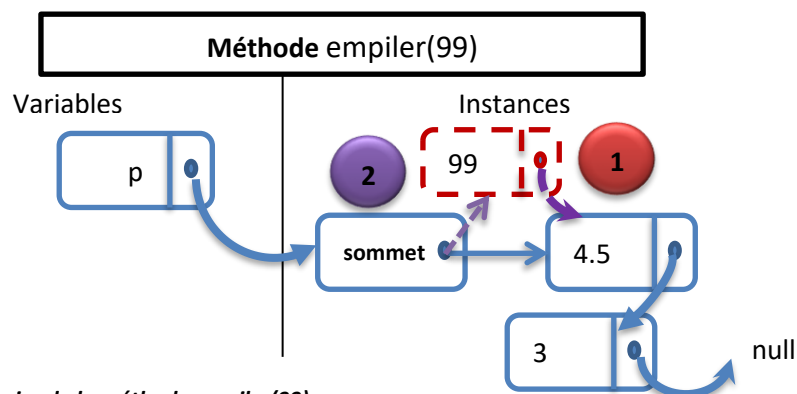 Méthode empiler(99)
Variables
Instances
p
2
99
1
sommet
4.5
3
null